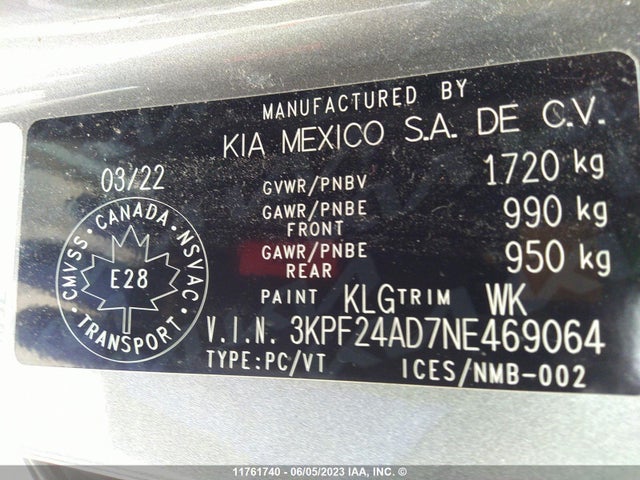 MANUFACTURED BY
KIA MEXICO S.A. DE C.V.
03/22
GVWR/PNBV 1720 kg
GAWR/PNBE FRONT 990 kg
GAWR/PNBE REAR 950 kg
CANADA
CMVSS NSVAC
E28
TRANSPORT
PAINT KLG TRIM WK
V.I.N. 3KPF24AD7NE469064
TYPE:PC/VT ICES/NMB-002
11761740 - 06/05/2023 IAA, INC. ©